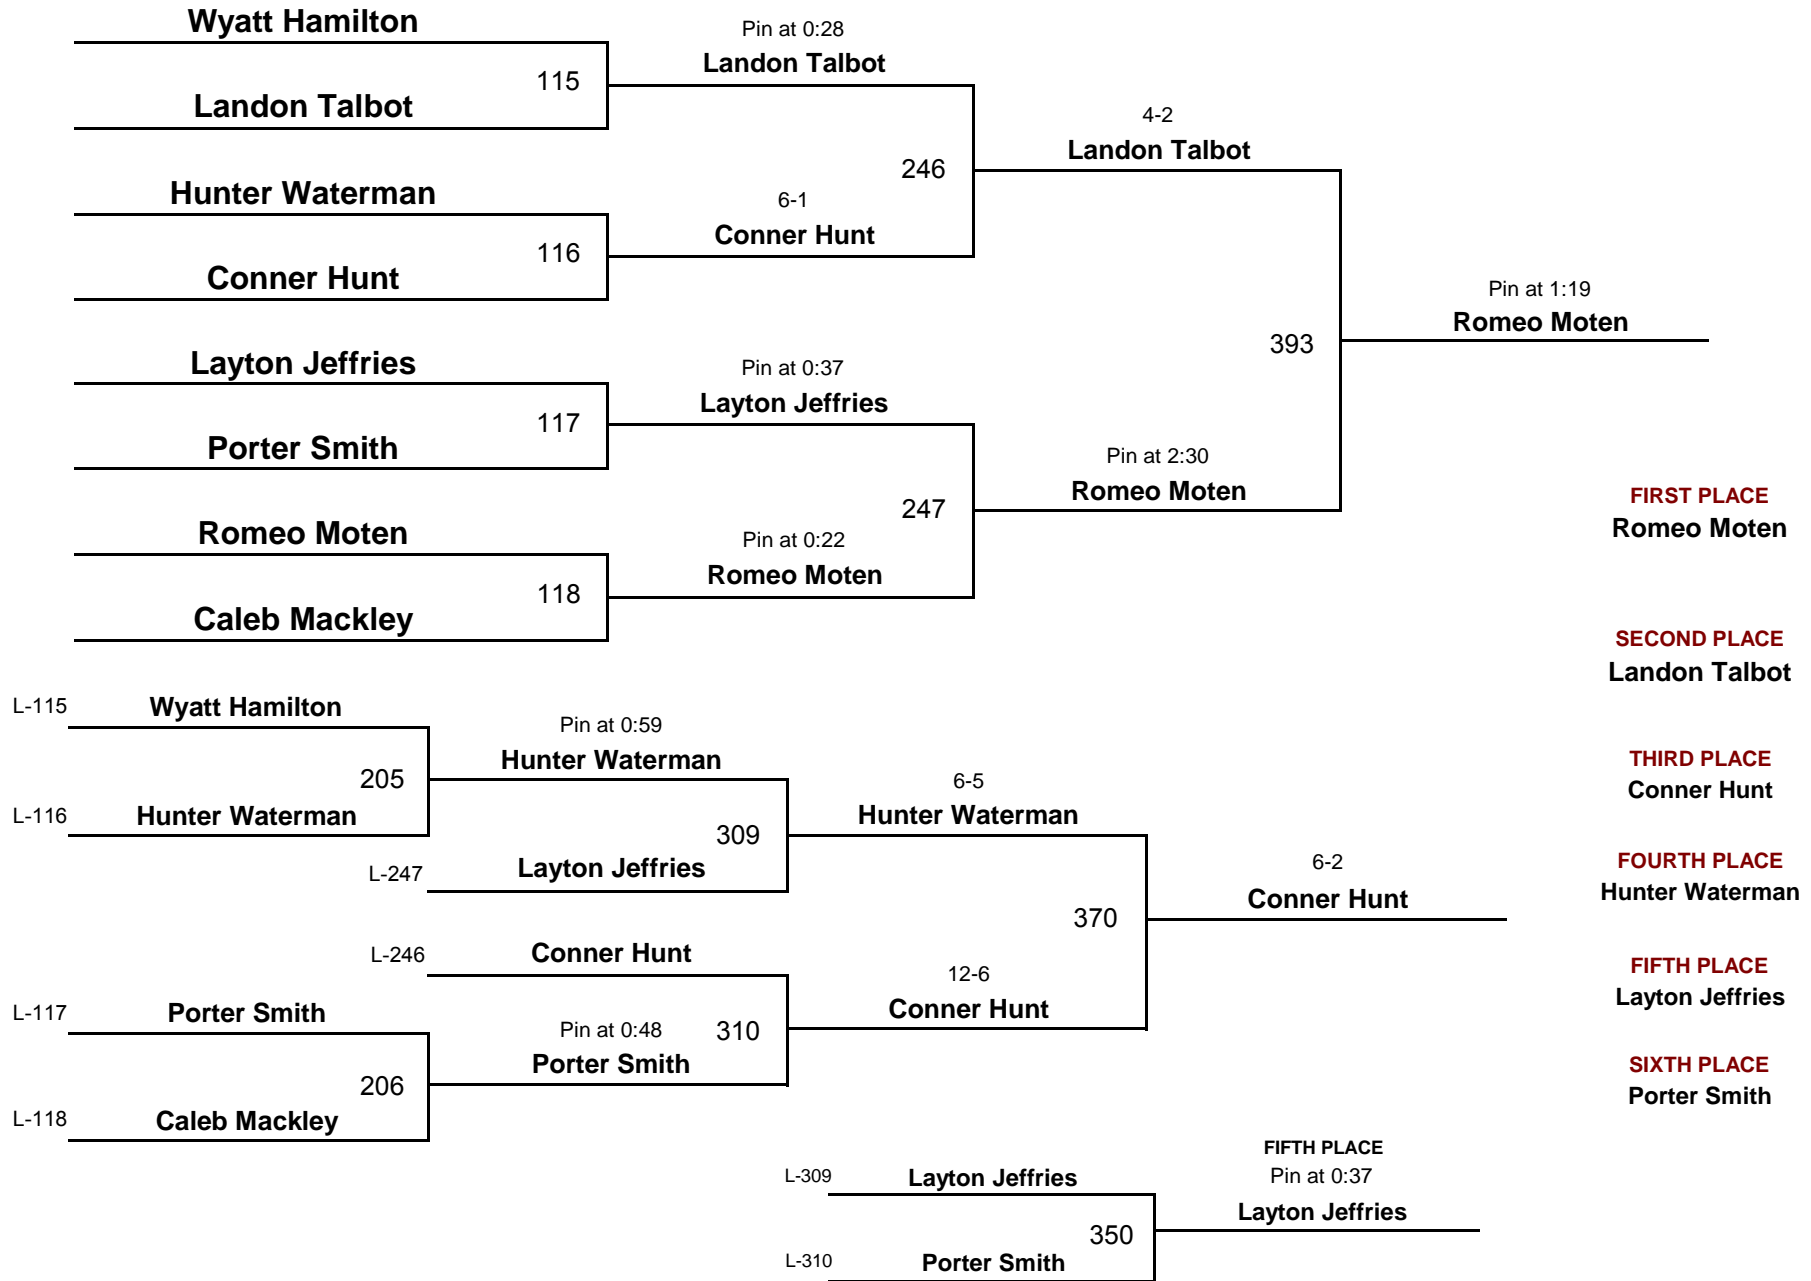 Wyatt Hamilton
Pin at 0:28
Landon Talbot
115
Landon Talbot
4-2
Landon Talbot
246
Hunter Waterman
6-1
Conner Hunt
116
Conner Hunt
Pin at 1:19
Romeo Moten
393
Layton Jeffries
Pin at 0:37
Layton Jeffries
117
Porter Smith
Pin at 2:30
Romeo Moten
247
Romeo Moten
Pin at 0:22
Romeo Moten
118
Caleb Mackley
FIRST PLACE
Romeo Moten
SECOND PLACE
Landon Talbot
THIRD PLACE
Conner Hunt
FOURTH PLACE
Hunter Waterman
FIFTH PLACE
Layton Jeffries
SIXTH PLACE
Porter Smith
L-115 Wyatt Hamilton
Pin at 0:59
Hunter Waterman
205
L-116 Hunter Waterman
6-5
Hunter Waterman
309
L-247 Layton Jeffries
6-2
Conner Hunt
370
L-246 Conner Hunt
12-6
Conner Hunt
L-117 Porter Smith
Pin at 0:48 310
Porter Smith
206
L-118 Caleb Mackley
FIFTH PLACE
L-309 Layton Jeffries
Pin at 0:37
Layton Jeffries
350
L-310 Porter Smith